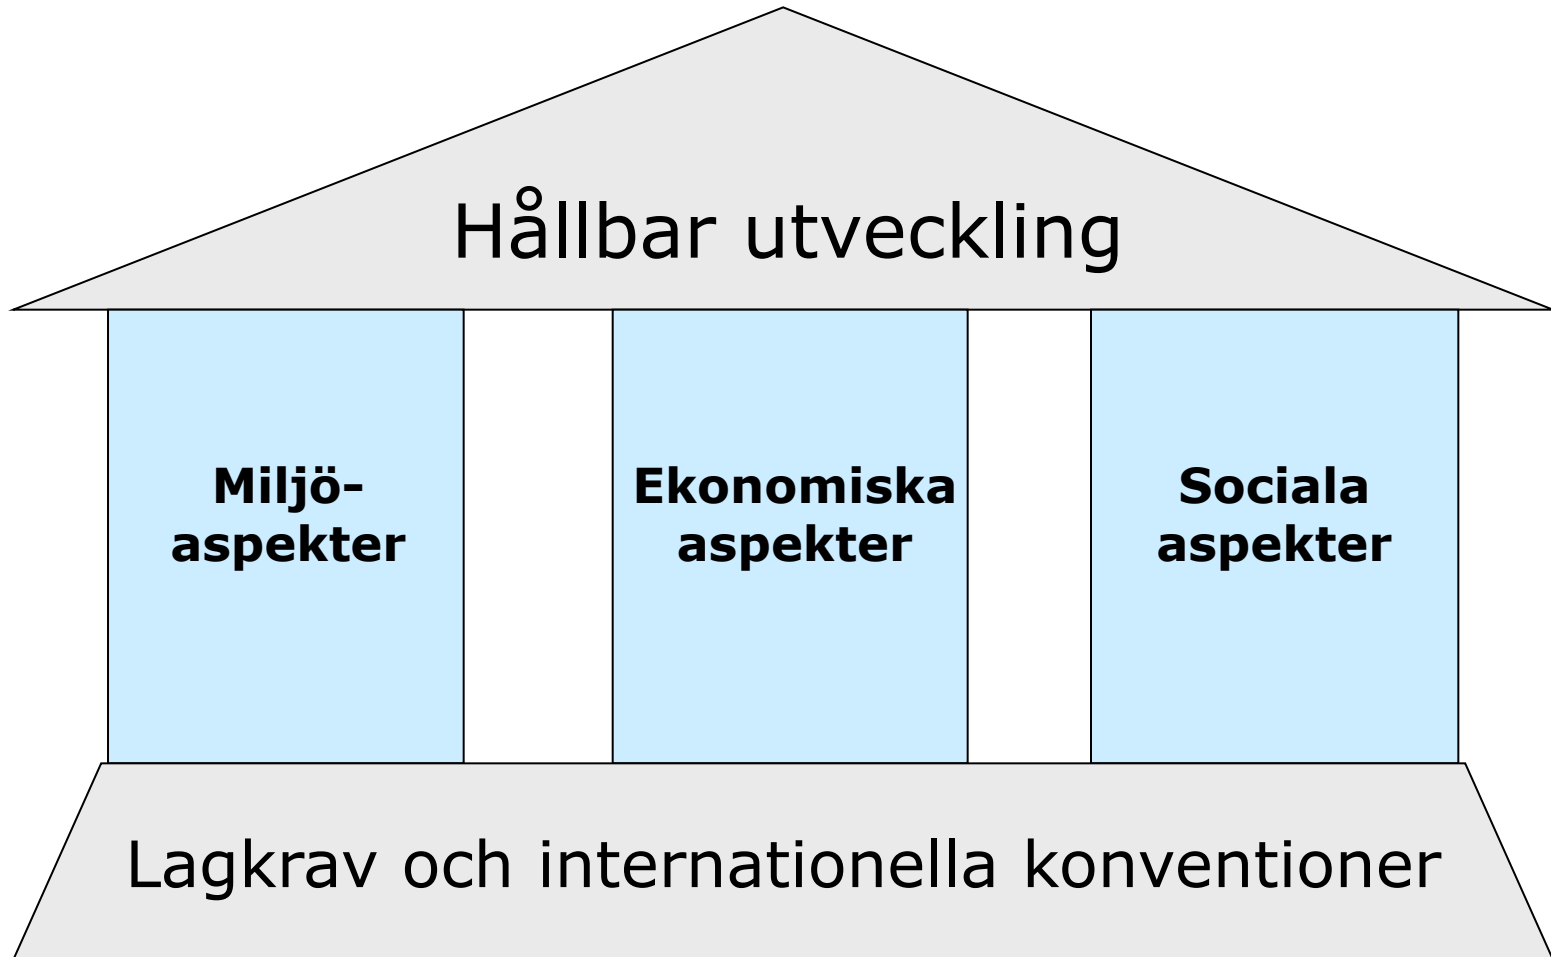 Hållbar utveckling
Miljö-
aspekter
Ekonomiska
aspekter
Sociala
aspekter
Lagkrav och internationella konventioner